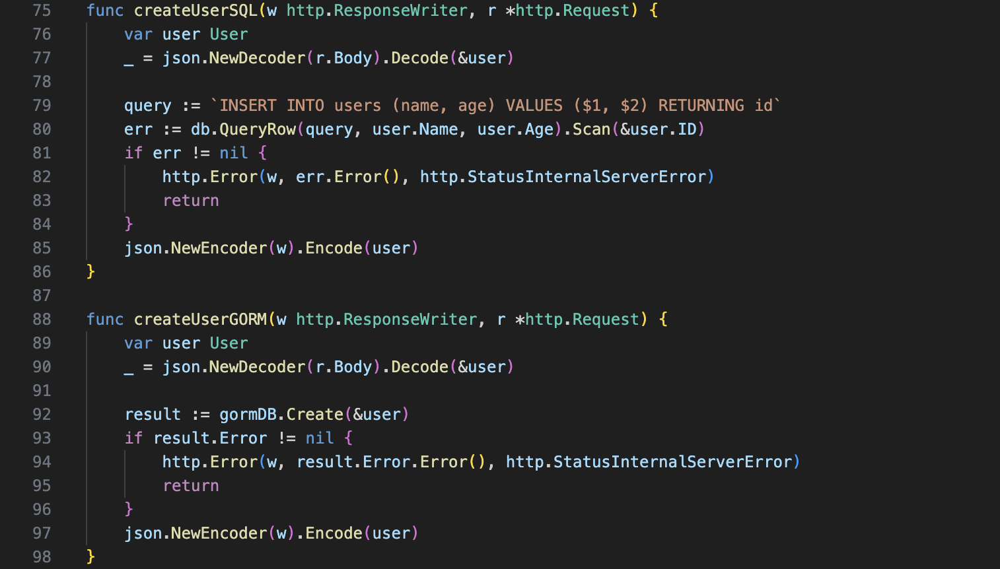 75 func createUserSQL(w http.ResponseWriter, r *http.Request) {
76     var user User
77     _ = json.NewDecoder(r.Body).Decode(&user)
78
79     query := `INSERT INTO users (name, age) VALUES ($1, $2) RETURNING id`
80     err := db.QueryRow(query, user.Name, user.Age).Scan(&user.ID)
81     if err != nil {
82         http.Error(w, err.Error(), http.StatusInternalServerError)
83         return
84     }
85     json.NewEncoder(w).Encode(user)
86 }
87
88 func createUserGORM(w http.ResponseWriter, r *http.Request) {
89     var user User
90     _ = json.NewDecoder(r.Body).Decode(&user)
91
92     result := gormDB.Create(&user)
93     if result.Error != nil {
94         http.Error(w, result.Error.Error(), http.StatusInternalServerError)
95         return
96     }
97     json.NewEncoder(w).Encode(user)
98 }